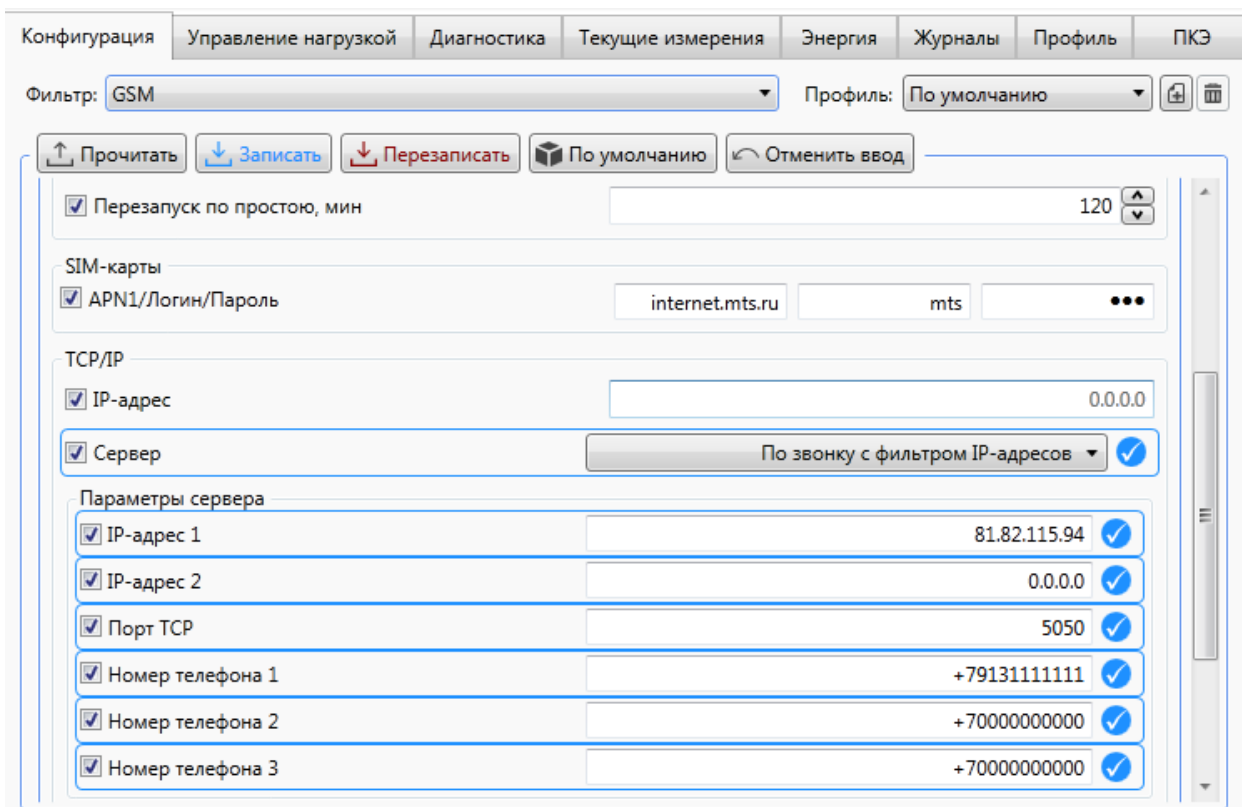 Конфигурация Управление нагрузкой Диагностика Текущие измерения Энергия Журналы Профиль ПКЭ
Фильтр: GSM Профиль: По умолчанию
Прочитать Записать Перезаписать По умолчанию Отменить ввод
Перезапуск по простою, мин 120
SIM-карты
APN1/Логин/Пароль internet.mts.ru mts •••
TCP/IP
IP-адрес 0.0.0.0
Сервер По звонку с фильтром IP-адресов
Параметры сервера
IP-адрес 1 81.82.115.94
IP-адрес 2 0.0.0.0
Порт TCP 5050
Номер телефона 1 +79131111111
Номер телефона 2 +70000000000
Номер телефона 3 +70000000000